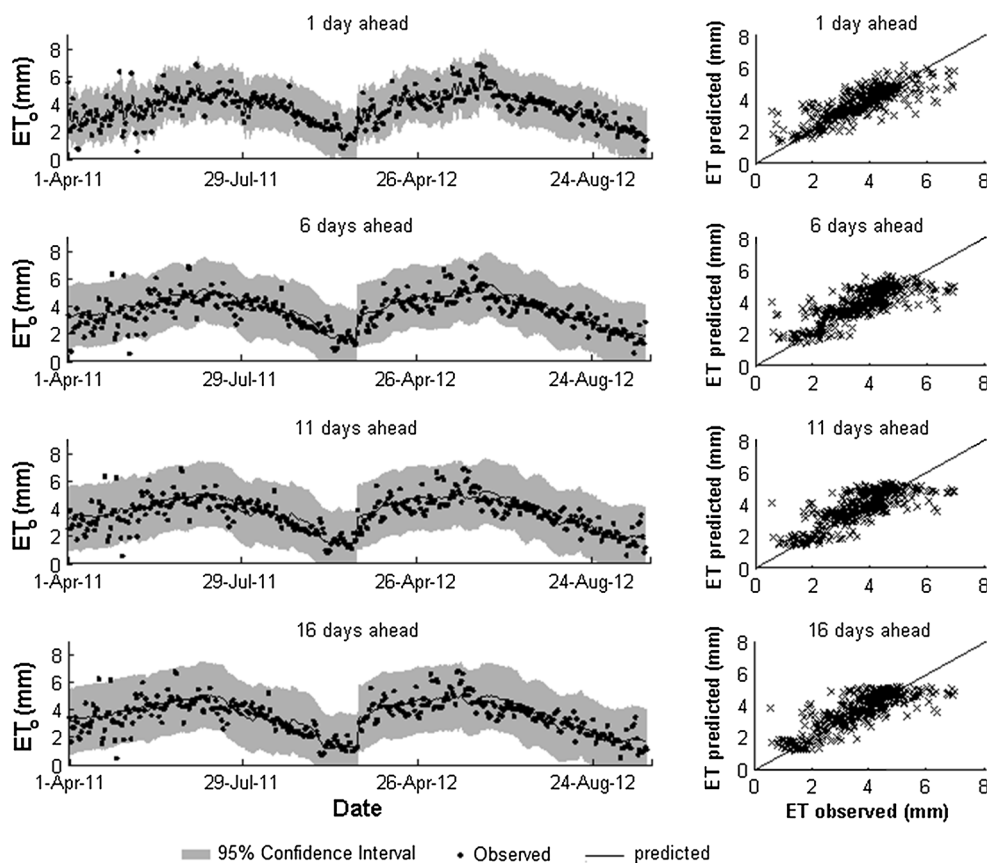 1 day ahead
ETo (mm)
8
6
4
2
0
1-Apr-11
29-Jul-11
26-Apr-12
24-Aug-12
1 day ahead
ET predicted (mm)
8
6
4
2
0
0
2
4
6
8
6 days ahead
ETo (mm)
8
6
4
2
0
1-Apr-11
29-Jul-11
26-Apr-12
24-Aug-12
6 days ahead
ET predicted (mm)
8
6
4
2
0
0
2
4
6
8
11 days ahead
ETo (mm)
8
6
4
2
0
1-Apr-11
29-Jul-11
26-Apr-12
24-Aug-12
11 days ahead
ET predicted (mm)
8
6
4
2
0
0
2
4
6
8
16 days ahead
ETo (mm)
8
6
4
2
0
1-Apr-11
29-Jul-11
26-Apr-12
24-Aug-12
Date
16 days ahead
ET predicted (mm)
8
6
4
2
0
0
2
4
6
8
ET observed (mm)
95% Confidence Interval
Observed
predicted